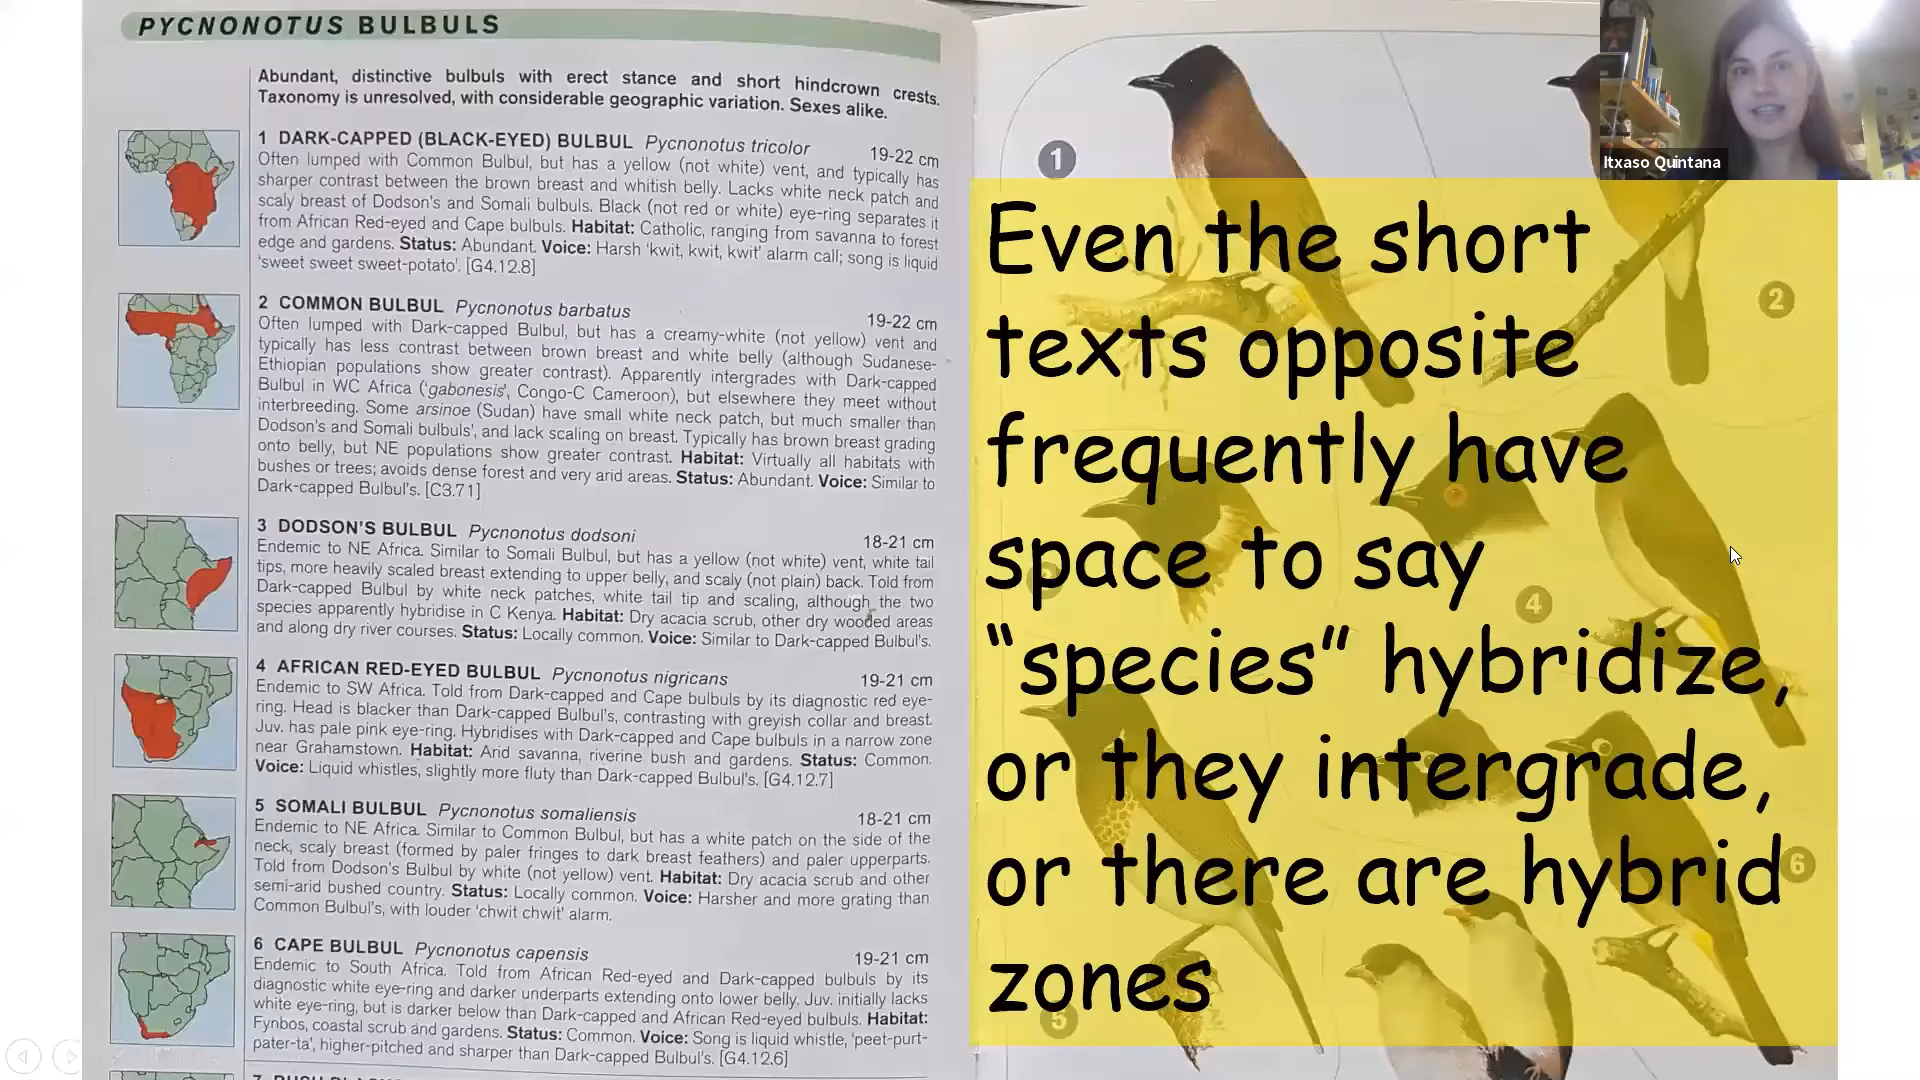 PYCNONOTUS BULBULS
Abundant, distinctive bulbuls with erect stance and short hindcrown crests.
Taxonomy is unresolved, with considerable geographic variation. Sexes alike.
1 DARK-CAPPED (BLACK-EYED) BULBUL Pycnonotus tricolor 19-22 cm
Often lumped with Common Bulbul, but has a yellow (not white) vent, and typically has
sharper contrast between the brown breast and whitish belly. Lacks white neck patch and
scaly breast of Dodson's and Somali bulbuls. Black (not red or white) eye-ring separates it
from African Red-eyed and Cape bulbuls. Habitat: Catholic, ranging from savanna to forest
edge and gardens. Status: Abundant. Voice: Harsh 'kwit, kwit, kwit' alarm call; song is liquid
'sweet sweet sweet-potato'. [G4.12.8]
2 COMMON BULBUL Pycnonotus barbatus 19-22 cm
Often lumped with Dark-capped Bulbul, but has a creamy-white (not yellow) vent and
typically has less contrast between brown breast and white belly (although Sudanese-
Ethiopian populations show greater contrast). Apparently intergrades with Dark-capped
Bulbul in WC Africa ('gabonesis', Congo-C Cameroon), but elsewhere they meet without
interbreeding. Some arsinoe (Sudan) have small white neck patch, but much smaller than
Dodson's and Somali bulbuls', and lack scaling on breast. Typically has brown breast grading
onto belly, but NE populations show greater contrast. Habitat: Virtually all habitats with
bushes or trees; avoids dense forest and very arid areas. Status: Abundant. Voice: Similar to
Dark-capped Bulbul's. [C3.71]
3 DODSON'S BULBUL Pycnonotus dodsoni 18-21 cm
Endemic to NE Africa. Similar to Somali Bulbul, but has a yellow (not white) vent, white tail
tips, more heavily scaled breast extending to upper belly, and scaly (not plain) back. Told from
Dark-capped Bulbul by white neck patches, white tail tip and scaling, although the two
species apparently hybridise in C Kenya. Habitat: Dry acacia scrub, other dry wooded areas
and along dry river courses. Status: Locally common. Voice: Similar to Dark-capped Bulbul's.
4 AFRICAN RED-EYED BULBUL Pycnonotus nigricans 19-21 cm
Endemic to SW Africa. Told from Dark-capped and Cape bulbuls by its diagnostic red eye-
ring. Head is blacker than Dark-capped Bulbul's, contrasting with greyish collar and breast.
Juv. has pale pink eye-ring. Hybridises with Dark-capped and Cape bulbuls in a narrow zone
near Grahamstown. Habitat: Arid savanna, riverine bush and gardens. Status: Common.
Voice: Liquid whistles, slightly more fluty than Dark-capped Bulbul's. [G4.12.7]
5 SOMALI BULBUL Pycnonotus somaliensis 18-21 cm
Endemic to NE Africa. Similar to Common Bulbul, but has a white patch on the side of the
neck, scaly breast (formed by paler fringes to dark breast feathers) and paler upperparts.
Told from Dodson's Bulbul by white (not yellow) vent. Habitat: Dry acacia scrub and other
semi-arid bushed country. Status: Locally common. Voice: Harsher and more grating than
Common Bulbul's, with louder 'chwit chwit' alarm.
6 CAPE BULBUL Pycnonotus capensis 19-21 cm
Endemic to South Africa. Told from African Red-eyed and Dark-capped bulbuls by its
diagnostic white eye-ring and darker underparts extending onto lower belly. Juv. initially lacks
white eye-ring, but is darker below than Dark-capped and African Red-eyed bulbuls. Habitat:
Fynbos, coastal scrub and gardens. Status: Common. Voice: Song is liquid whistle, 'peet-purt-
pater-ta', higher-pitched and sharper than Dark-capped Bulbul's. [G4.12.6]
1
2
4
6
5
Even the short
texts opposite
frequently have
space to say
"species" hybridize,
or they intergrade,
or there are hybrid
zones
Itxaso Quintana